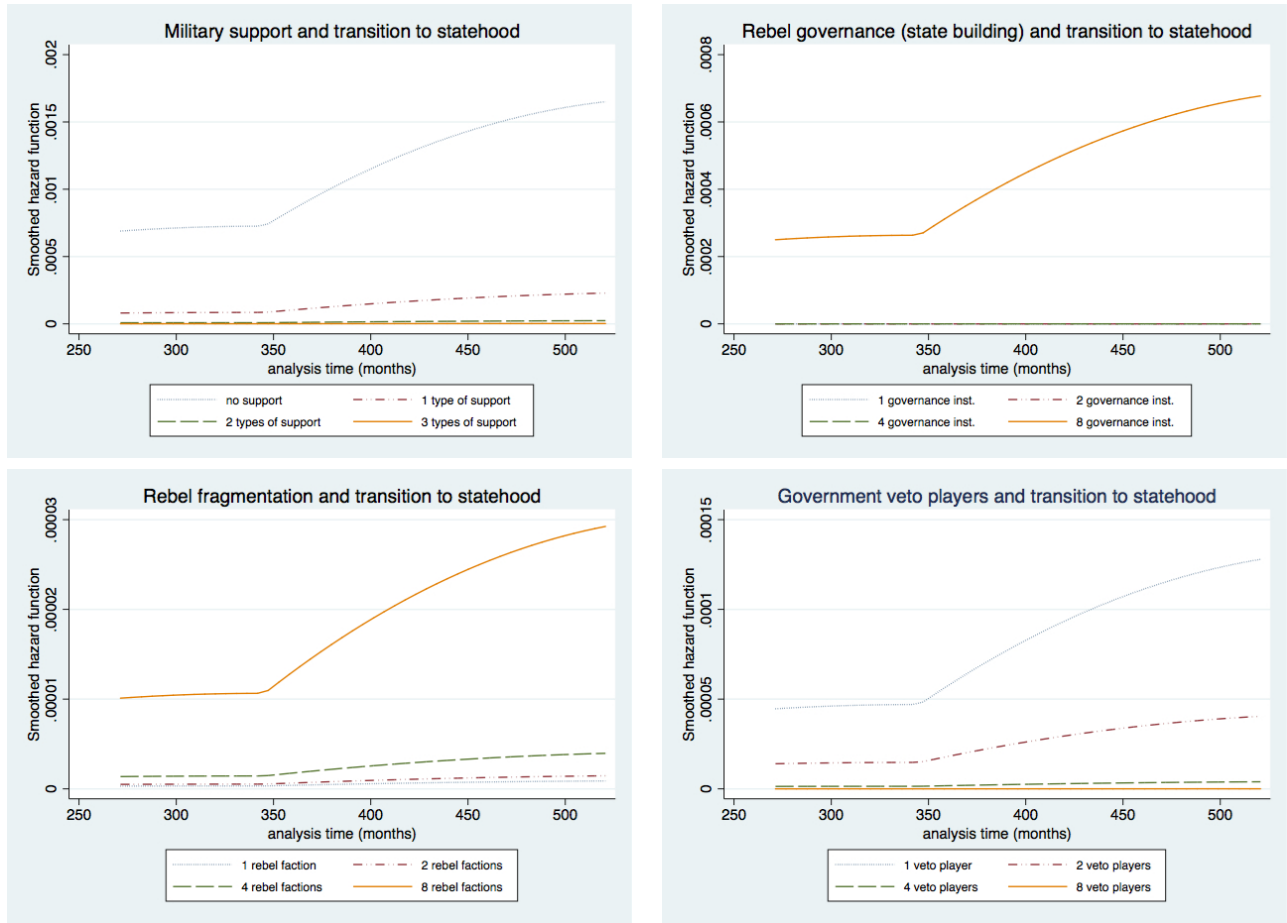 Military support and transition to statehood
Smoothed hazard function
.002
.0015
.001
.0005
0
250 300 350 400 450 500
analysis time (months)
no support 1 type of support
2 types of support 3 types of support
Rebel governance (state building) and transition to statehood
Smoothed hazard function
.0008
.0006
.0004
.0002
0
250 300 350 400 450 500
analysis time (months)
1 governance inst. 2 governance inst.
4 governance inst. 8 governance inst.
Rebel fragmentation and transition to statehood
Smoothed hazard function
.00003
.00002
.00001
0
250 300 350 400 450 500
analysis time (months)
1 rebel faction 2 rebel factions
4 rebel factions 8 rebel factions
Government veto players and transition to statehood
Smoothed hazard function
.00015
.0001
.00005
0
250 300 350 400 450 500
analysis time (months)
1 veto player 2 veto players
4 veto players 8 veto players